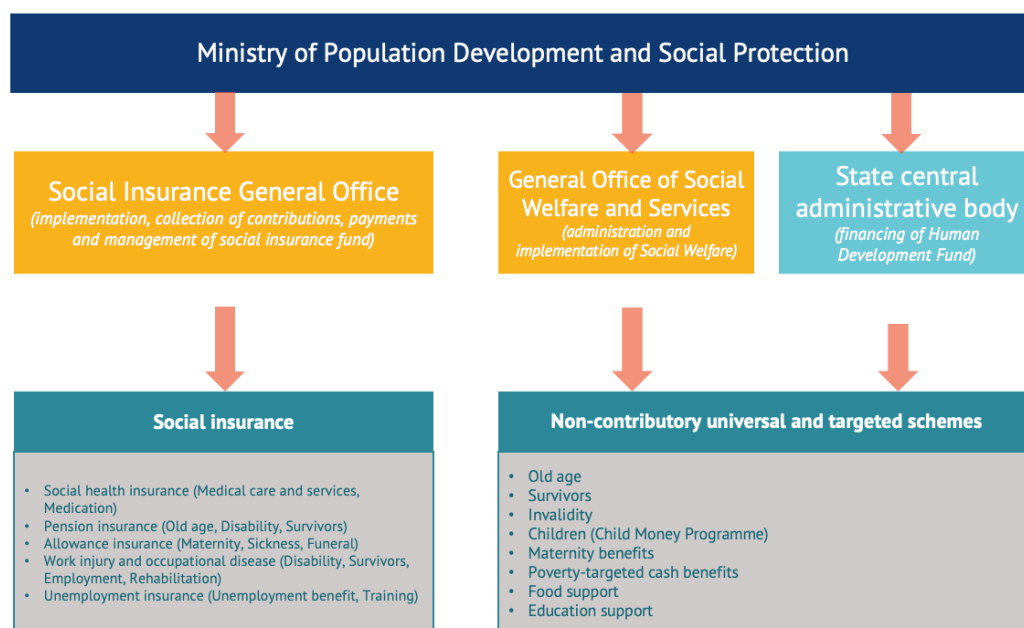 Ministry of Population Development and Social Protection
Social Insurance General Office
(implementation, collection of contributions, payments
and management of social insurance fund)
General Office of Social
Welfare and Services
(administration and
implementation of Social Welfare)
State central
administrative body
(financing of Human
Development Fund)
Social insurance
• Social health insurance (Medical care and services,
Medication)
• Pension insurance (Old age, Disability, Survivors)
• Allowance insurance (Maternity, Sickness, Funeral)
• Work injury and occupational disease (Disability, Survivors,
Employment, Rehabilitation)
• Unemployment insurance (Unemployment benefit, Training)
Non-contributory universal and targeted schemes
• Old age
• Survivors
• Invalidity
• Children (Child Money Programme)
• Maternity benefits
• Poverty-targeted cash benefits
• Food support
• Education support